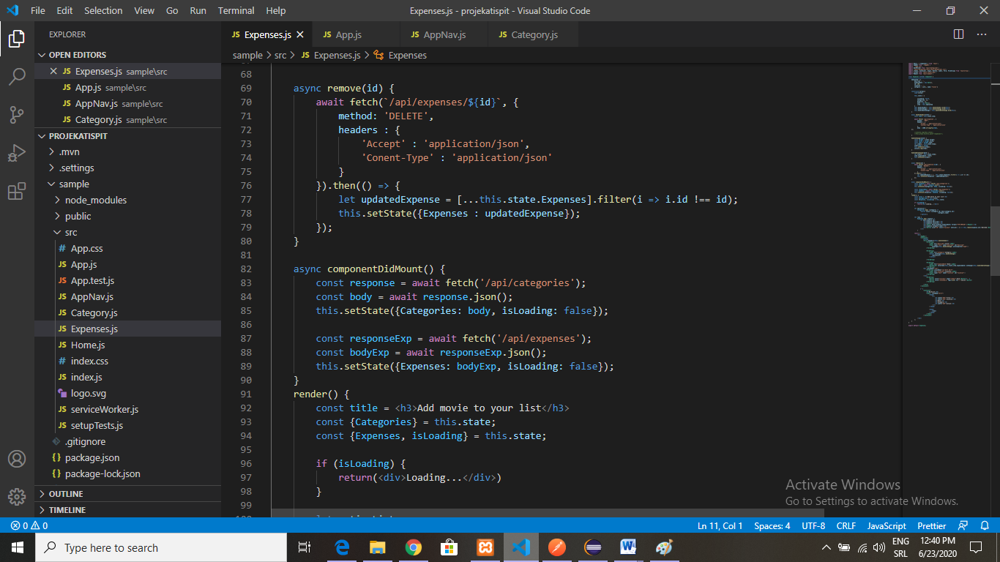 File Edit Selection View Go Run Terminal Help
Expenses.js - projekatispit - Visual Studio Code
EXPLORER
OPEN EDITORS
JS Expenses.js sample\src
JS App.js sample\src
JS AppNav.js sample\src
JS Category.js sample\src
PROJEKATISPIT
.mvn
.settings
sample
node_modules
public
src
# App.css
JS App.js
JS App.test.js
JS AppNav.js
JS Category.js
JS Expenses.js
JS Home.js
# index.css
JS index.js
logo.svg
JS serviceWorker.js
JS setupTests.js
.gitignore
{} package.json
{} package-lock.json
OUTLINE
TIMELINE
JS Expenses.js
JS App.js
JS AppNav.js
JS Category.js
sample > src > JS Expenses.js > Expenses
68
69 async remove(id) {
70 await fetch(`/api/expenses/${id}`, {
71 method: 'DELETE',
72 headers : {
73 'Accept' : 'application/json',
74 'Conent-Type' : 'application/json'
75 }
76 }).then(() => {
77 let updatedExpense = [...this.state.Expenses].filter(i => i.id !== id);
78 this.setState({Expenses : updatedExpense});
79 });
80 }
81
82 async componentDidMount() {
83 const response = await fetch('/api/categories');
84 const body = await response.json();
85 this.setState({Categories: body, isLoading: false});
86
87 const responseExp = await fetch('/api/expenses');
88 const bodyExp = await responseExp.json();
89 this.setState({Expenses: bodyExp, isLoading: false});
90 }
91 render() {
92 const title = <h3>Add movie to your list</h3>
93 const {Categories} = this.state;
94 const {Expenses, isLoading} = this.state;
95
96 if (isLoading) {
97 return(<div>Loading...</div>)
98 }
99
Activate Windows
Go to Settings to activate Windows.
0 0
Ln 11, Col 1 Spaces: 4 UTF-8 CRLF JavaScript Prettier
Type here to search
ENG
SRL
12:40 PM
6/23/2020